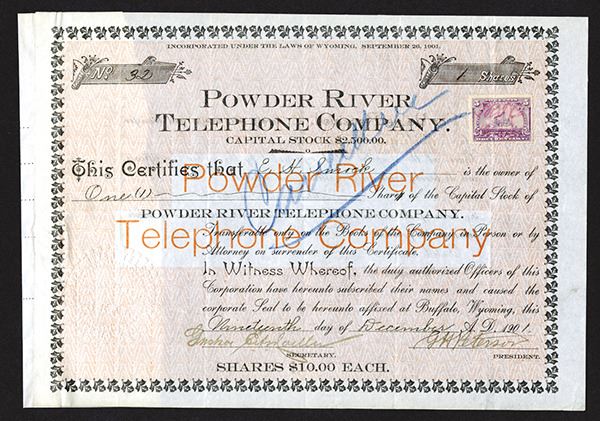 INCORPORATED UNDER THE LAWS OF WYOMING, SEPTEMBER 26, 1901.
No 32
1 Shares
POWDER RIVER
TELEPHONE COMPANY.
CAPITAL STOCK $2,500.00.
This Certifies that E. H. is the owner of
One (1) Share of the Capital Stock of
Powder River
POWDER RIVER TELEPHONE COMPANY.
Transferable only on the Books of the Company in Person or by
Telephone Company
Attorney on surrender of this Certificate.
In Witness Whereof, the duly authorized Officers of this
Corporation have hereunto subscribed their names and caused the
corporate Seal to be hereunto affixed at Buffalo, Wyoming, this
Nineteenth day of December A. D. 1901.
SECRETARY.
PRESIDENT.
SHARES $10.00 EACH.